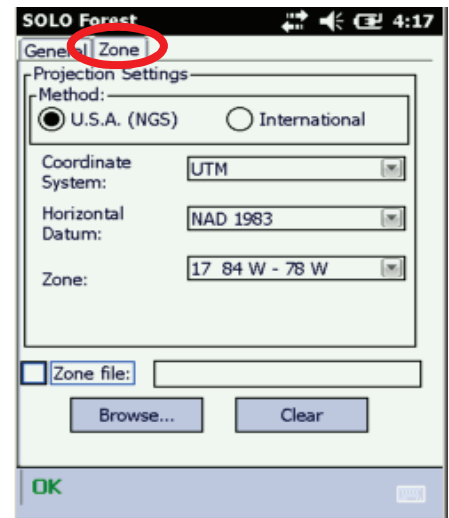 SOLO Forest 4:17
General Zone
Projection Settings
Method:
U.S.A. (NGS) International
Coordinate System: UTM
Horizontal Datum: NAD 1983
Zone: 17 84 W - 78 W
Zone file:
Browse... Clear
OK